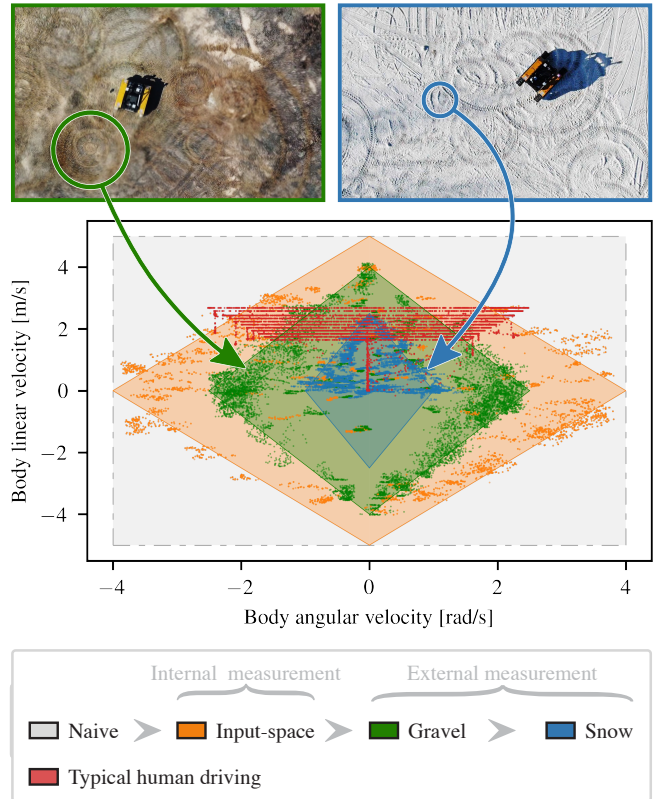 Body linear velocity [m/s]
4
2
0
−2
−4
−4
−2
0
2
4
Body angular velocity [rad/s]
Internal measurement
External measurement
Naive
Input-space
Gravel
Snow
Typical human driving